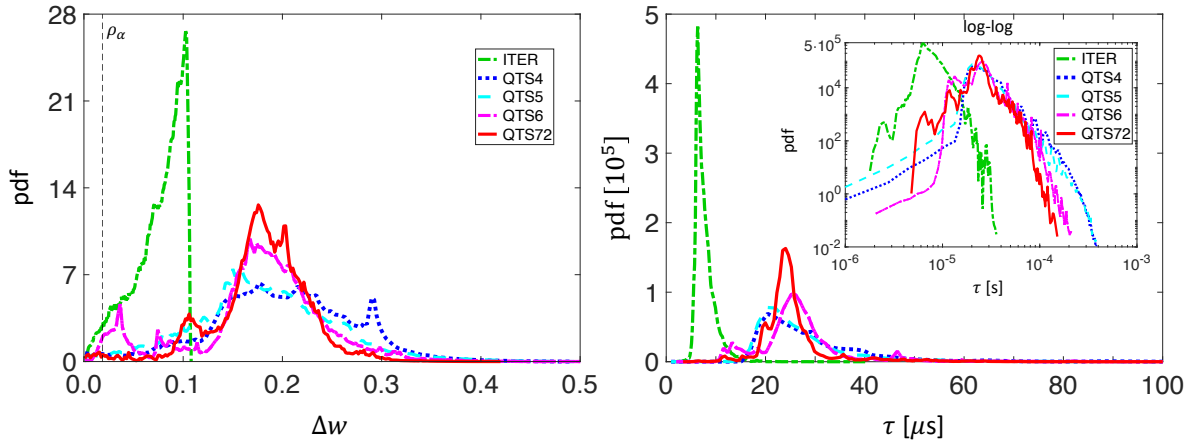 28
21
14
7
0
pdf
ρα
ITER
QTS4
QTS5
QTS6
QTS72
0.0 0.1 0.2 0.3 0.4 0.5
Δw
5
4
3
2
1
0
pdf [10⁵]
log-log
5·10⁵
10⁴
10²
10⁰
10⁻²
pdf
ITER
QTS4
QTS5
QTS6
QTS72
10⁻⁶ 10⁻⁵ 10⁻⁴ 10⁻³
τ [s]
0 20 40 60 80 100
τ [μs]